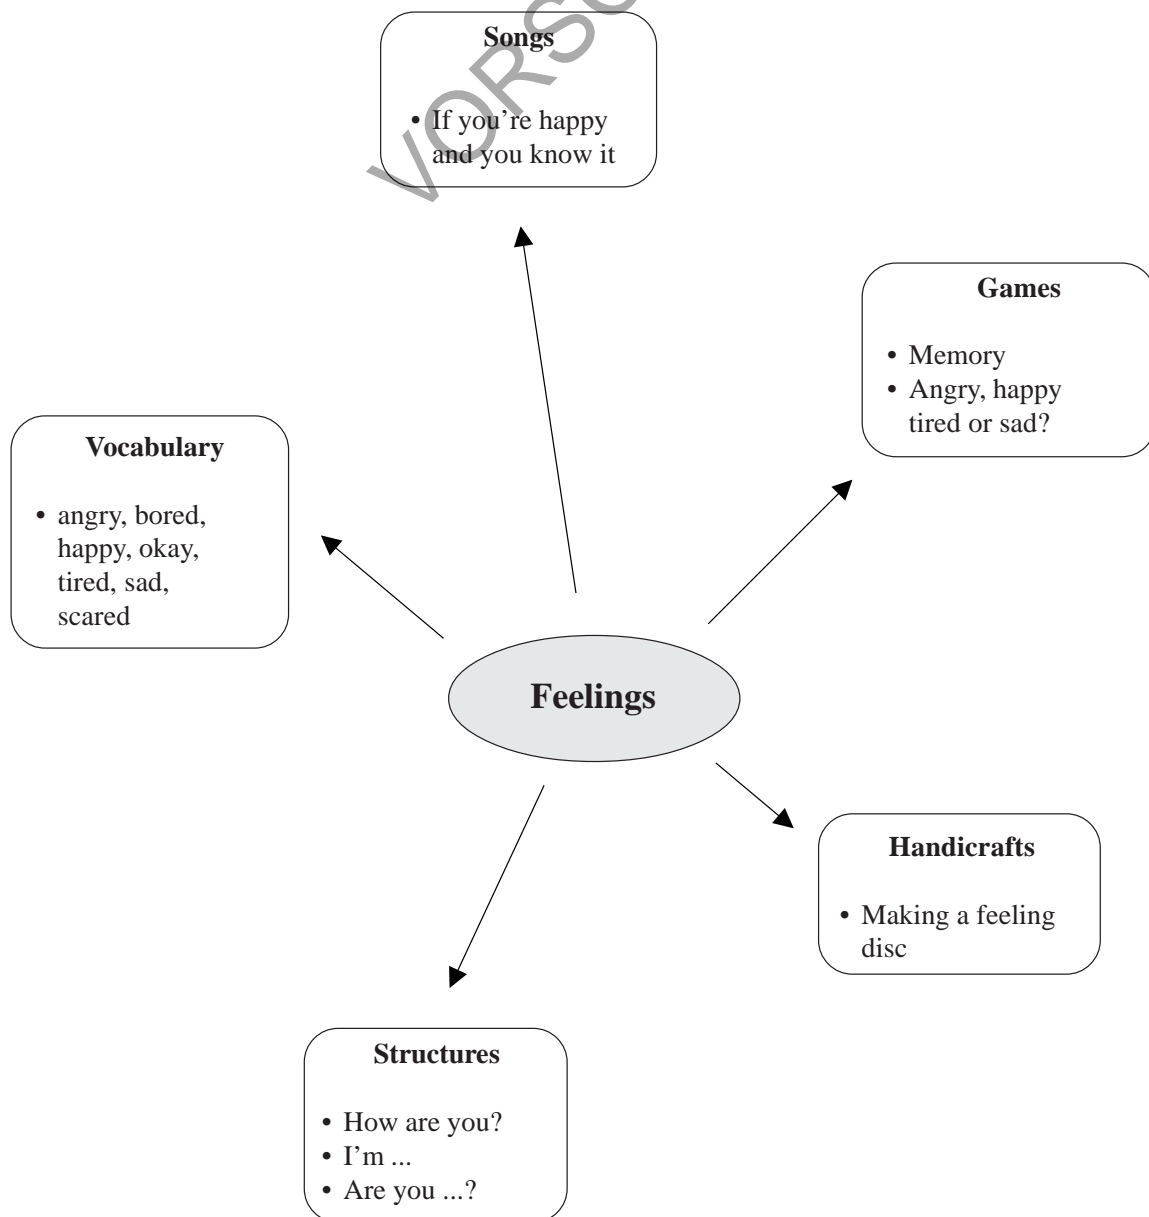 Songs
• If you’re happy
and you know it
Games
• Memory
• Angry, happy
tired or sad?
Vocabulary
• angry, bored,
happy, okay,
tired, sad,
scared
Feelings
Handicrafts
• Making a feeling
disc
Structures
• How are you?
• I’m ...
• Are you ...?